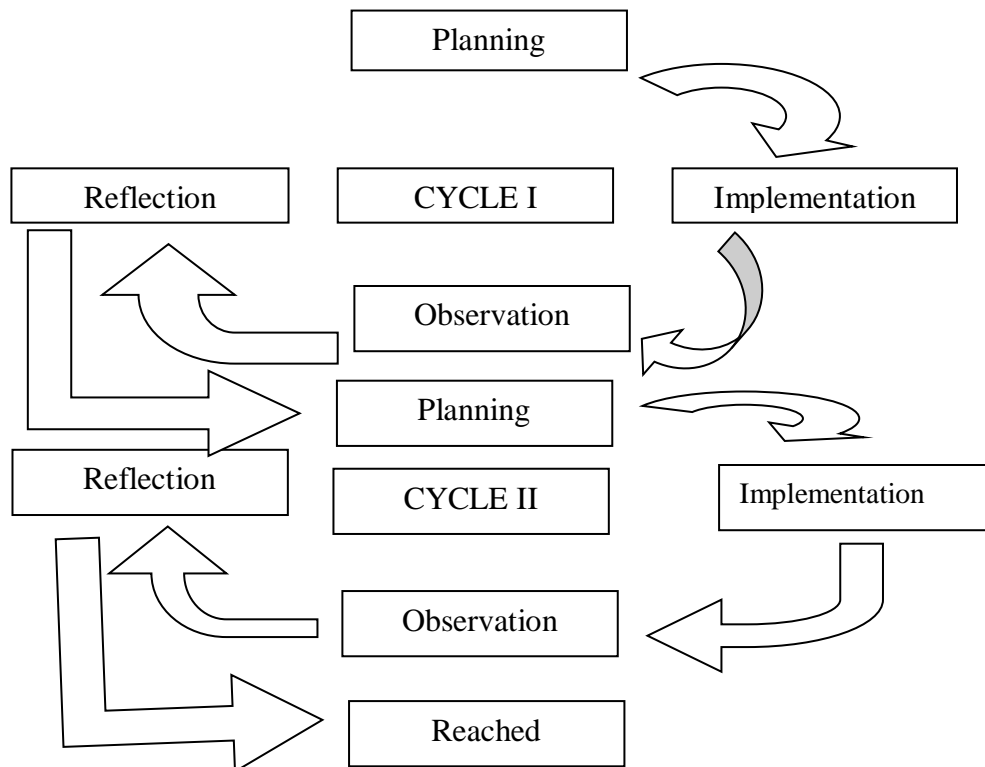 Planning
Reflection
CYCLE I
Implementation
Observation
Planning
Reflection
CYCLE II
Implementation
Observation
Reached